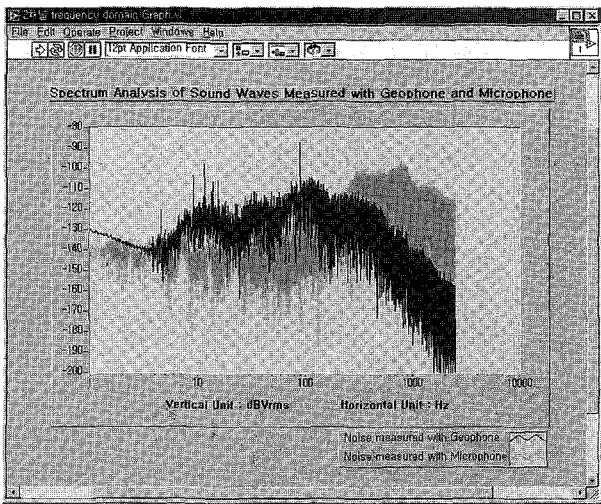 frequency domain Graph.vi
File Edit Operate Project Windows Help
12pt Application Font
Spectrum Analysis of Sound Waves Measured with Geophone and Microphone
-80
-90
-100
-110
-120
-130
-140
-150
-160
-170
-180
-190
-200
10 100 1000 10000
Vertical Unit : dBVrms Horizontal Unit : Hz
Noise measured with Geophone
Noise measured with Microphone